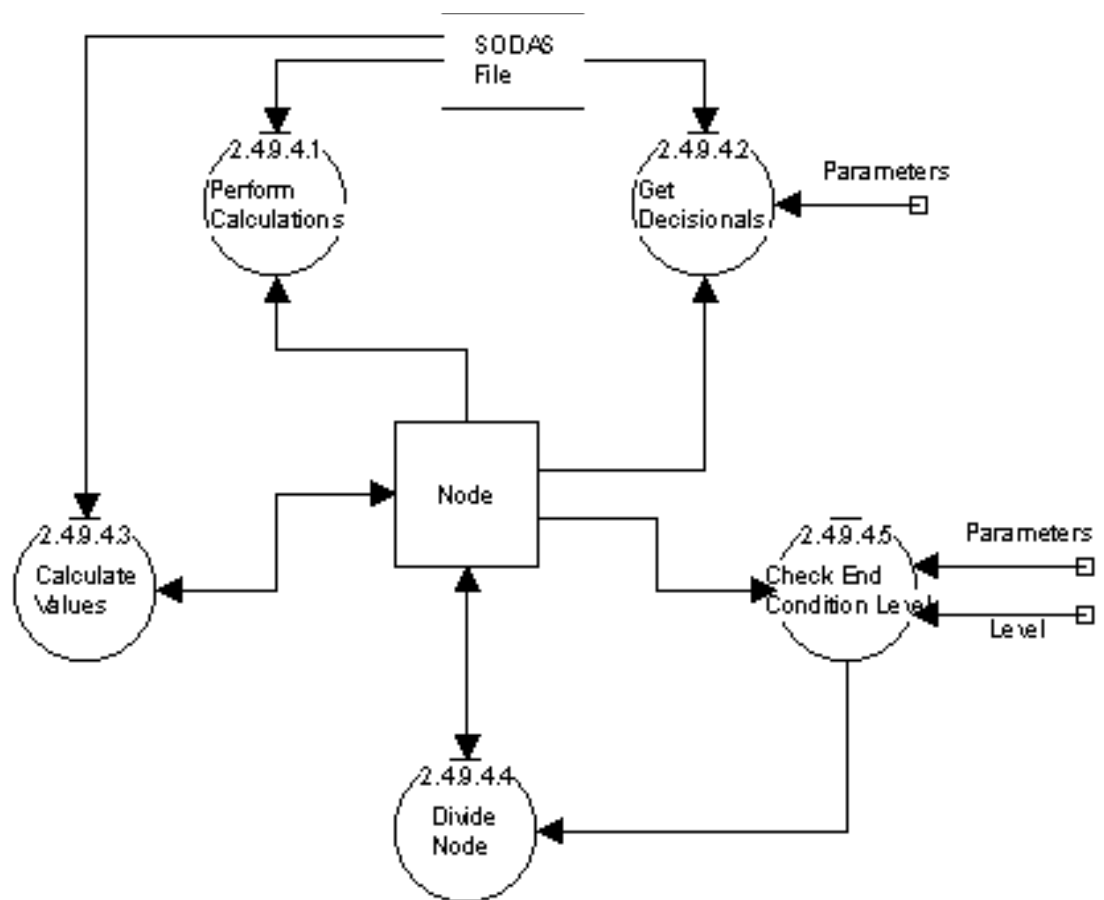 SODAS
File
2.4.9.4.1
Perform
Calculations
2.4.9.4.2
Get
Decisionals
Parameters
Node
2.4.9.4.3
Calculate
Values
2.4.9.4.5
Check End
Condition Level
Parameters
Level
2.4.9.4.4
Divide
Node